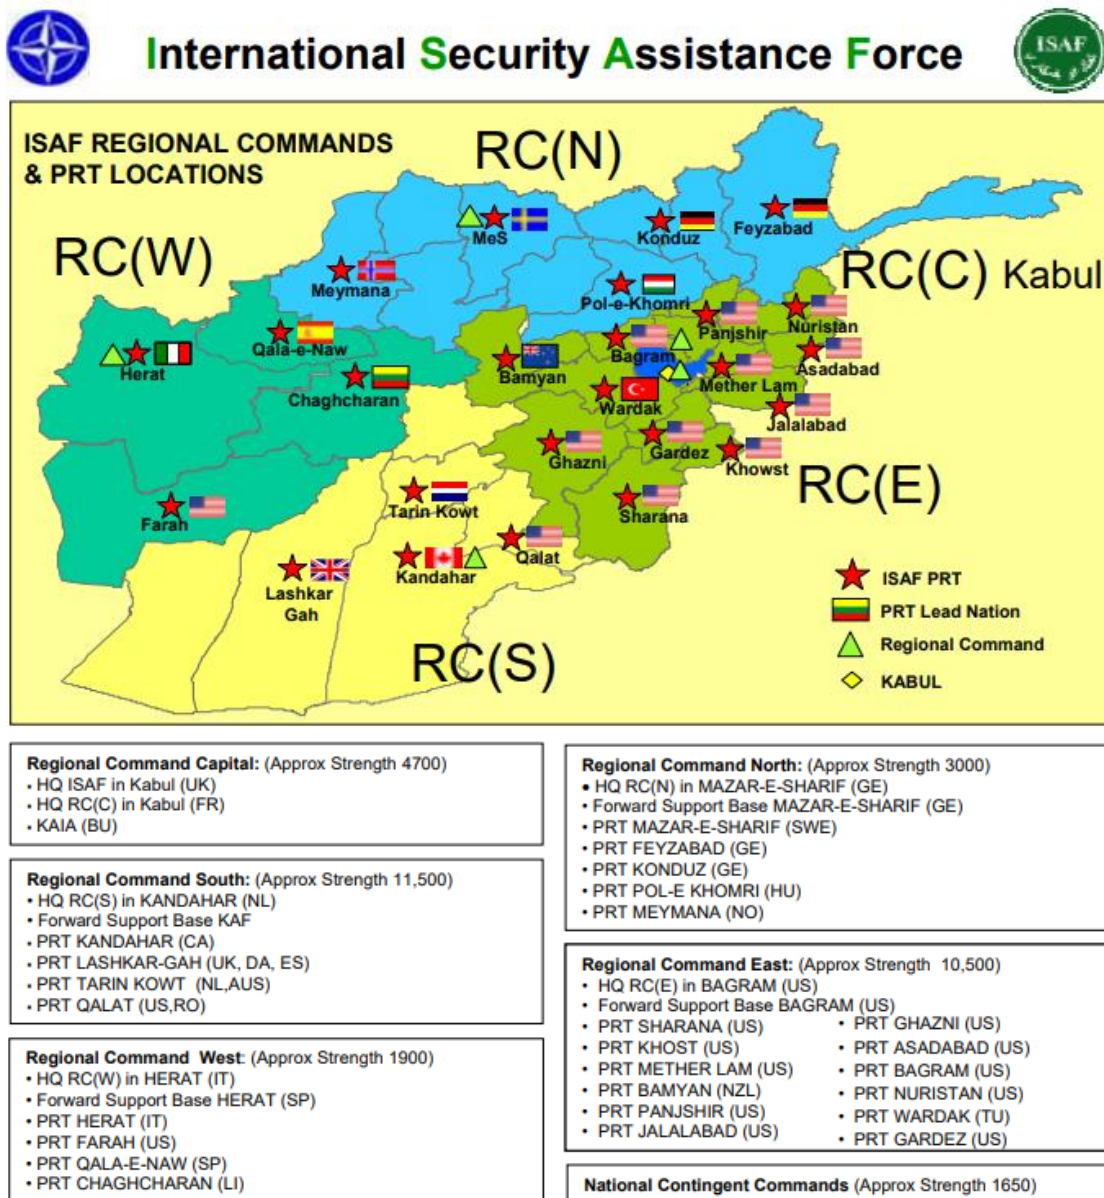 International Security Assistance Force
ISAF
ISAF REGIONAL COMMANDS
& PRT LOCATIONS
RC(N)
RC(W)
RC(C) Kabul
RC(E)
RC(S)
MeS
Konduz
Feyzabad
Meymana
Pol-e-Khomri
Panjshir
Nuristan
Qala-e-Naw
Herat
Bagram
Asadabad
Bamyan
Mether Lam
Chaghcharan
Wardak
Jalalabad
Ghazni
Gardez
Khowst
Farah
Tarin Kowt
Sharana
Qalat
Kandahar
Lashkar
Gah
ISAF PRT
PRT Lead Nation
Regional Command
KABUL
Regional Command Capital: (Approx Strength 4700)
• HQ ISAF in Kabul (UK)
• HQ RC(C) in Kabul (FR)
• KAIA (BU)
Regional Command South: (Approx Strength 11,500)
• HQ RC(S) in KANDAHAR (NL)
• Forward Support Base KAF
• PRT KANDAHAR (CA)
• PRT LASHKAR-GAH (UK, DA, ES)
• PRT TARIN KOWT (NL,AUS)
• PRT QALAT (US,RO)
Regional Command West: (Approx Strength 1900)
• HQ RC(W) in HERAT (IT)
• Forward Support Base HERAT (SP)
• PRT HERAT (IT)
• PRT FARAH (US)
• PRT QALA-E-NAW (SP)
• PRT CHAGHCHARAN (LI)
Regional Command North: (Approx Strength 3000)
• HQ RC(N) in MAZAR-E-SHARIF (GE)
• Forward Support Base MAZAR-E-SHARIF (GE)
• PRT MAZAR-E-SHARIF (SWE)
• PRT FEYZABAD (GE)
• PRT KONDUZ (GE)
• PRT POL-E KHOMRI (HU)
• PRT MEYMANA (NO)
Regional Command East: (Approx Strength 10,500)
• HQ RC(E) in BAGRAM (US)
• Forward Support Base BAGRAM (US)
• PRT SHARANA (US)
• PRT KHOST (US)
• PRT METHER LAM (US)
• PRT BAMYAN (NZL)
• PRT PANJSHIR (US)
• PRT JALALABAD (US)
• PRT GHAZNI (US)
• PRT ASADABAD (US)
• PRT BAGRAM (US)
• PRT NURISTAN (US)
• PRT WARDAK (TU)
• PRT GARDEZ (US)
National Contingent Commands (Approx Strength 1650)